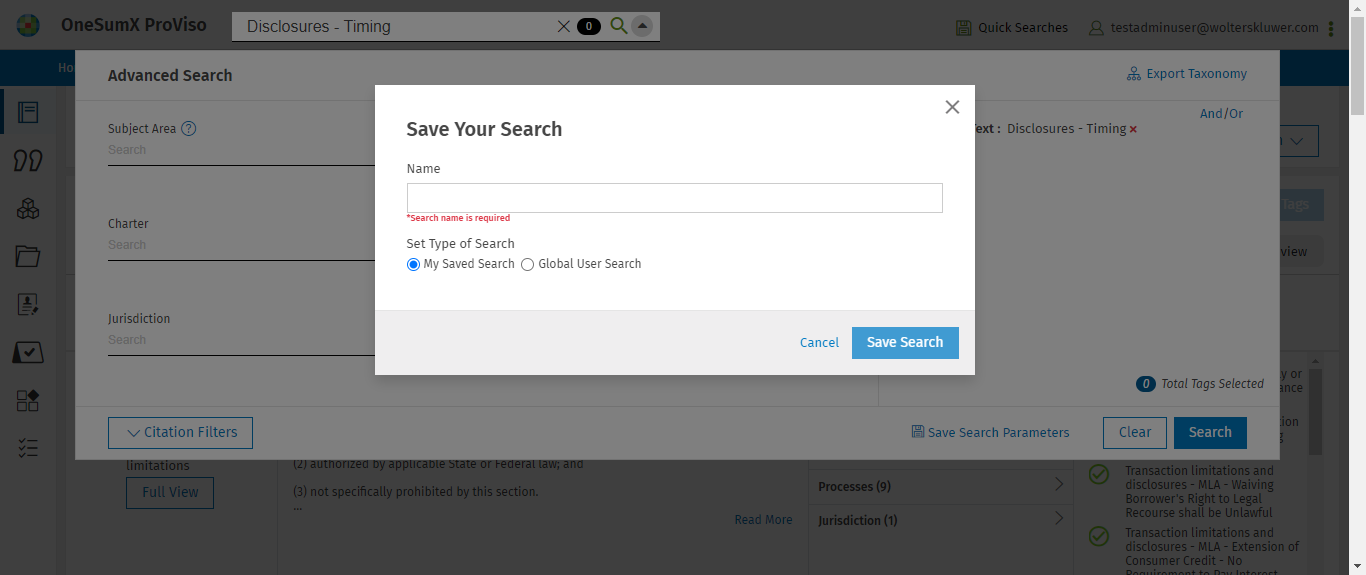 OneSumX ProViso
Disclosures - Timing
0
Quick Searches
testadminuser@wolterskluwer.com
Advanced Search
Export Taxonomy
And/Or
Subject Area ?
Search
Disclosures - Timing ×
Save Your Search
Name
*Search name is required
Set Type of Search
My Saved Search
Global User Search
Cancel
Save Search
Tags
Charter
Search
Jurisdiction
Search
0 Total Tags Selected
Citation Filters
Save Search Parameters
Clear
Search
limitations
Full View
(2) authorized by applicable State or Federal law; and
(3) not specifically prohibited by this section.
...
Read More
Processes (9)
Jurisdiction (1)
Transaction limitations and
disclosures - MLA - Waiving
Borrower's Right to Legal
Recourse shall be Unlawful
Transaction limitations and
disclosures - MLA - Extension of
Consumer Credit - No
Requirement to Pay Interest